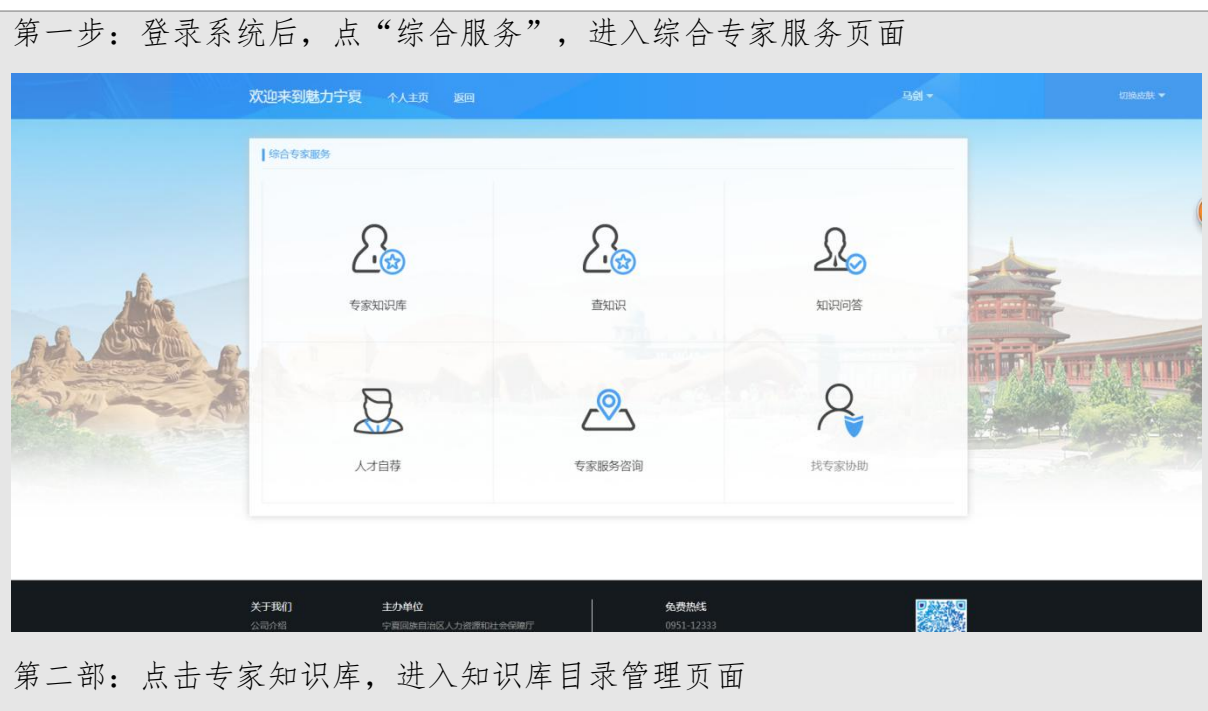 第一步：登录系统后，点“综合服务”，进入综合专家服务页面
欢迎来到魅力宁夏 个人主页 返回 马剑 切换皮肤
综合专家服务
专家知识库 查知识 知识问答
人才自荐 专家服务咨询 找专家协助
关于我们 主办单位 免费热线
公司介绍 宁夏回族自治区人力资源和社会保障厅 0951-12333
第二部：点击专家知识库，进入知识库目录管理页面